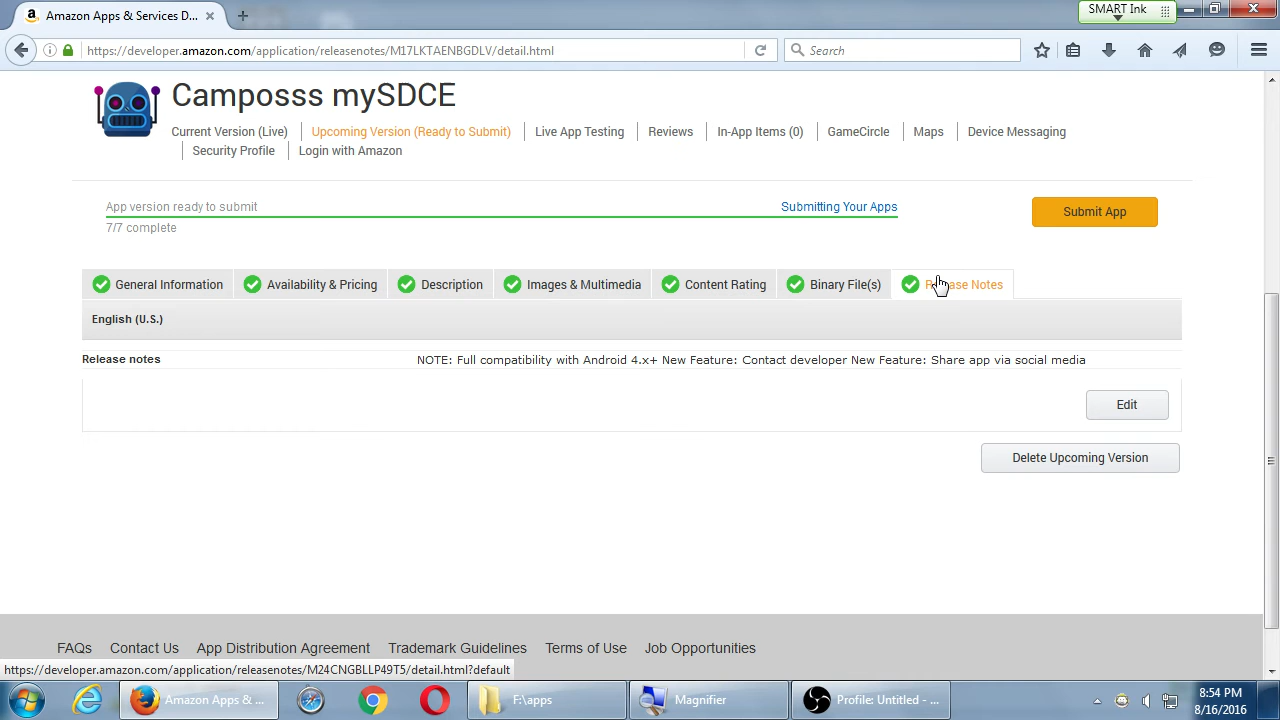 SMART Ink
Amazon Apps & Services D...
https://developer.amazon.com/application/releasenotes/M17LKTAENBGDLV/detail.html
Search
Camposss mySDCE
Current Version (Live)
Upcoming Version (Ready to Submit)
Live App Testing
Reviews
In-App Items (0)
GameCircle
Maps
Device Messaging
Security Profile
Login with Amazon
App version ready to submit
Submitting Your Apps
Submit App
7/7 complete
General Information
Availability & Pricing
Description
Images & Multimedia
Content Rating
Binary File(s)
Release Notes
English (U.S.)
Release notes
NOTE: Full compatibility with Android 4.x+ New Feature: Contact developer New Feature: Share app via social media
Edit
Delete Upcoming Version
FAQs
Contact Us
App Distribution Agreement
Trademark Guidelines
Terms of Use
Job Opportunities
https://developer.amazon.com/application/releasenotes/M24CNGBLLP49T5/detail.html?default
Amazon Apps & ...
F:\apps
Magnifier
Profile: Untitled - ...
8:54 PM
8/16/2016